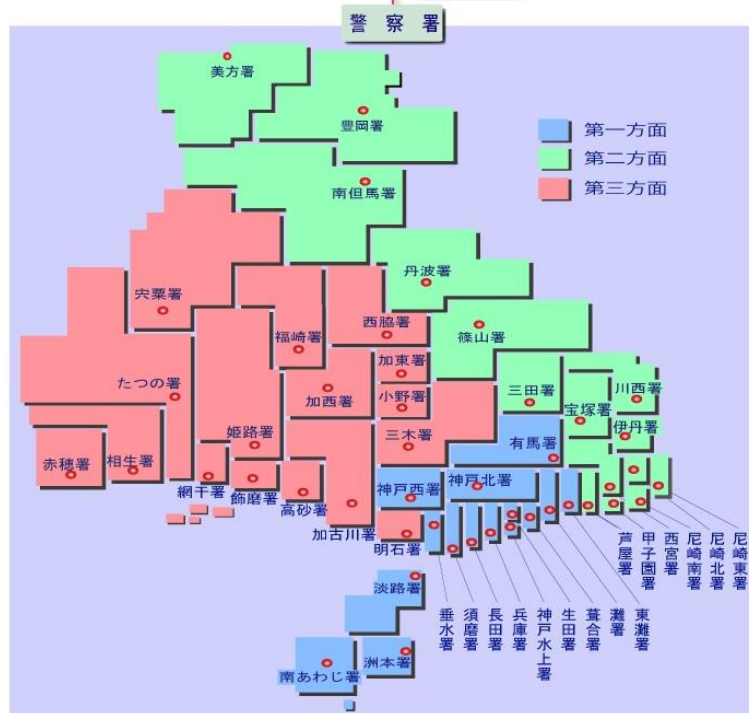 警察署
美方署
豊岡署
第一方面
第二方面
第三方面
南但馬署
丹波署
宍粟署
福崎署
西脇署
篠山署
たつの署
加東署
加西署
小野署
三田署
川西署
宝塚署
伊丹署
姫路署
三木署
有馬署
赤穂署
相生署
網干署
飾磨署
高砂署
神戸西署
神戸北署
加古川署
明石署
芦屋署
甲子園署
西宮署
尼崎南署
尼崎北署
尼崎東署
淡路署
垂水署
須磨署
長田署
兵庫署
神戸水上署
生田署
葺合署
灘署
東灘署
洲本署
南あわじ署